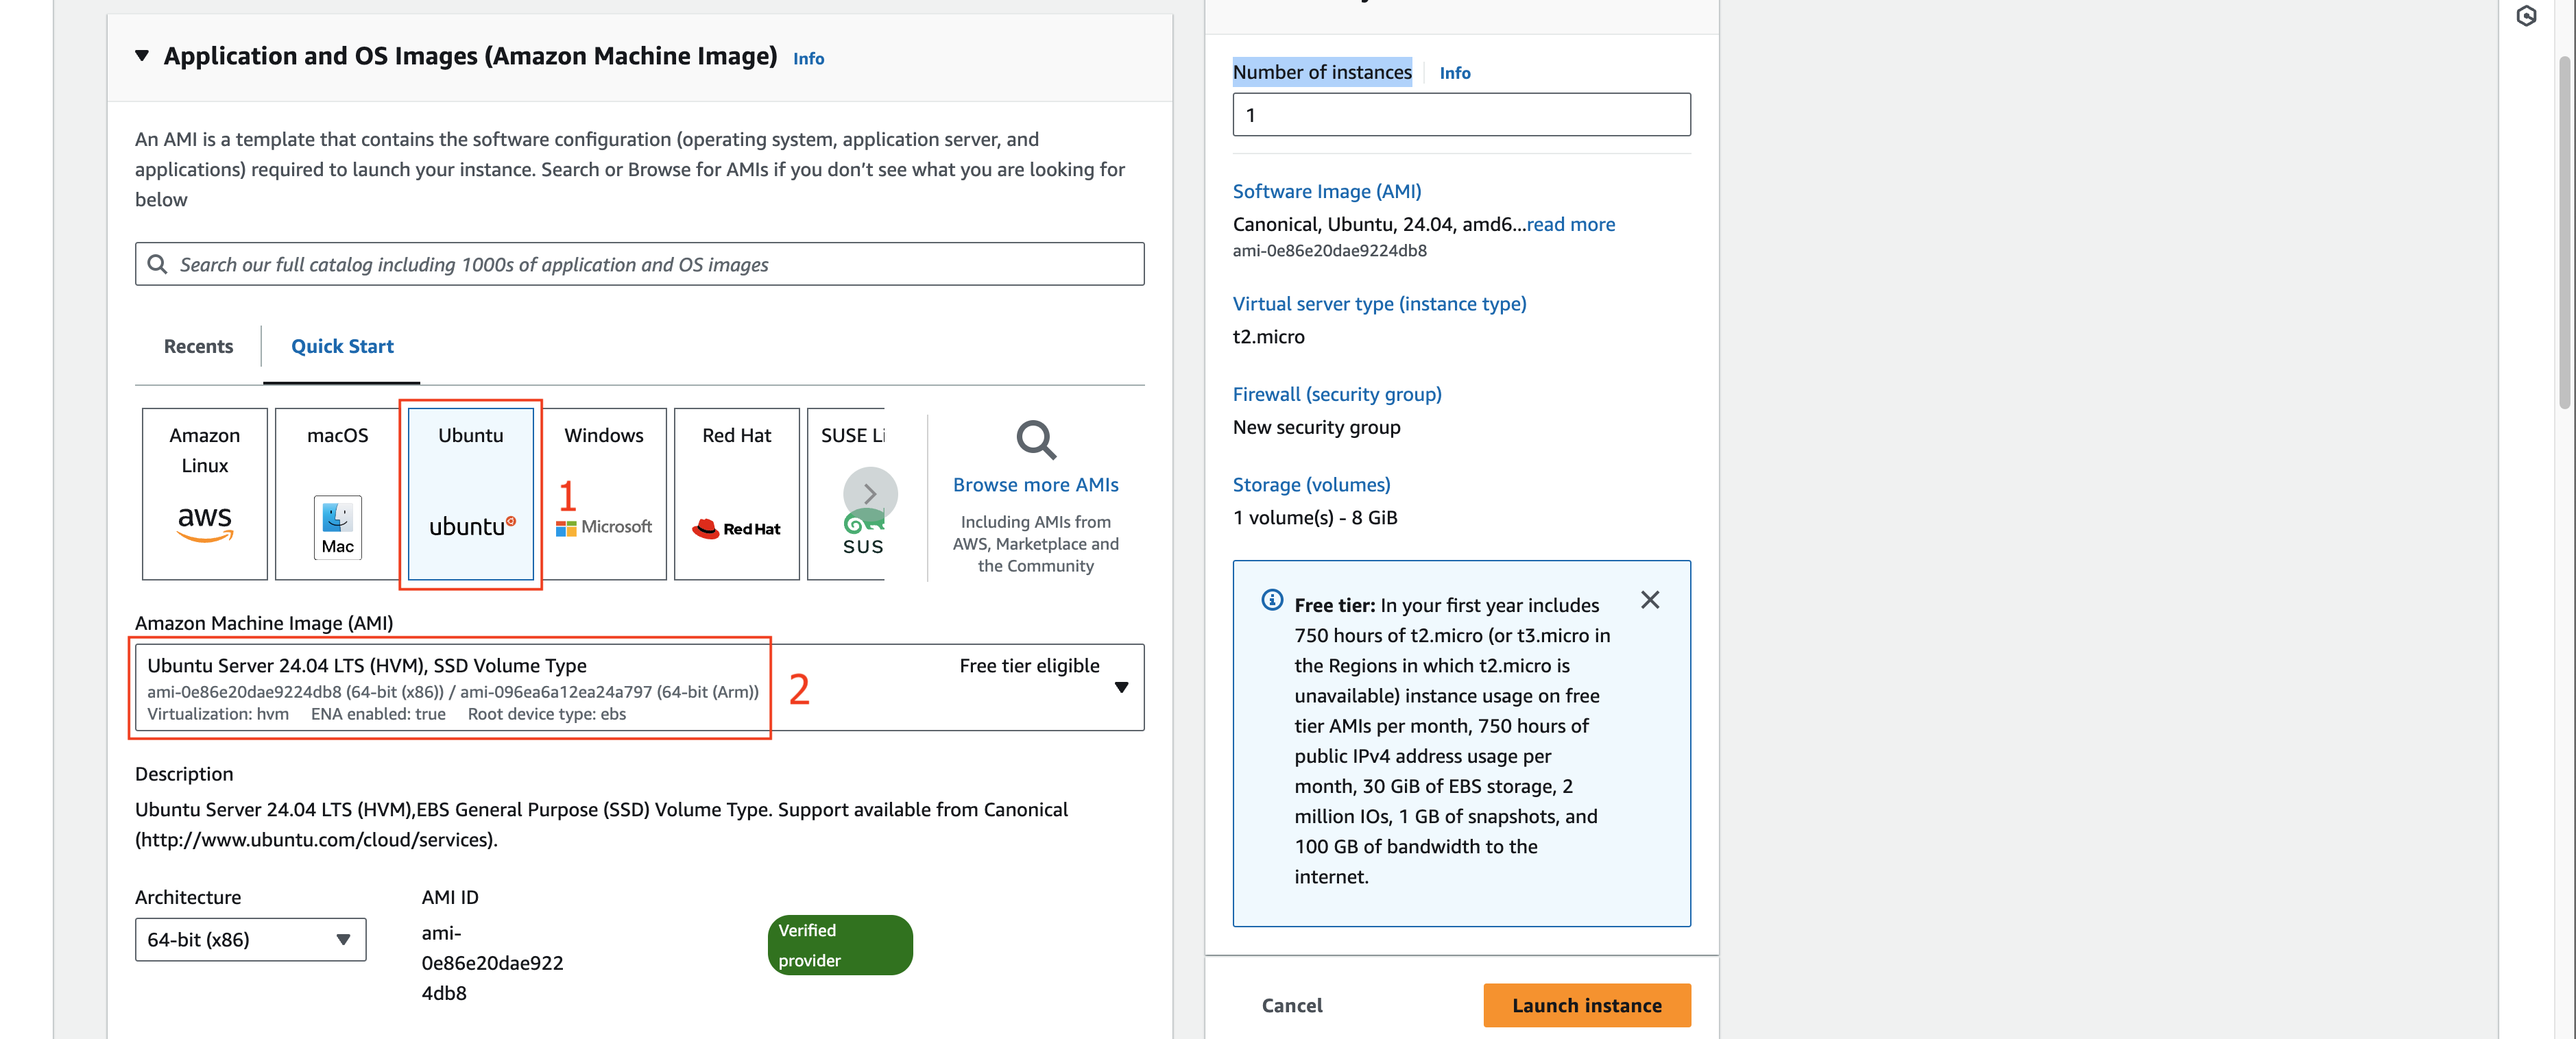 Application and OS Images (Amazon Machine Image) Info
An AMI is a template that contains the software configuration (operating system, application server, and
applications) required to launch your instance. Search or Browse for AMIs if you don’t see what you are looking for
below
Search our full catalog including 1000s of application and OS images
Recents
Quick Start
Amazon
Linux
aws
macOS
Mac
Ubuntu
ubuntu
1
Windows
Microsoft
Red Hat
RedHat
SUSE Li
SUS
Browse more AMIs
Including AMIs from
AWS, Marketplace and
the Community
Amazon Machine Image (AMI)
Ubuntu Server 24.04 LTS (HVM), SSD Volume Type
ami-0e86e20dae9224db8 (64-bit (x86)) / ami-096ea6a12ea24a797 (64-bit (Arm))
Virtualization: hvm ENA enabled: true Root device type: ebs
2
Free tier eligible
Description
Ubuntu Server 24.04 LTS (HVM),EBS General Purpose (SSD) Volume Type. Support available from Canonical
(http://www.ubuntu.com/cloud/services).
Architecture
64-bit (x86)
AMI ID
ami-
0e86e20dae922
4db8
Verified
provider
Number of instances Info
1
Software Image (AMI)
Canonical, Ubuntu, 24.04, amd6...read more
ami-0e86e20dae9224db8
Virtual server type (instance type)
t2.micro
Firewall (security group)
New security group
Storage (volumes)
1 volume(s) - 8 GiB
Free tier: In your first year includes
750 hours of t2.micro (or t3.micro in
the Regions in which t2.micro is
unavailable) instance usage on free
tier AMIs per month, 750 hours of
public IPv4 address usage per
month, 30 GiB of EBS storage, 2
million IOs, 1 GB of snapshots, and
100 GB of bandwidth to the
internet.
Cancel
Launch instance